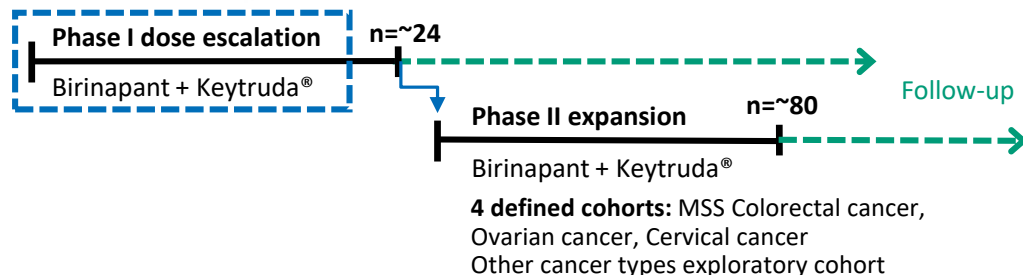 Phase I dose escalation
n=~24
Birinapant + Keytruda®
Follow-up
Phase II expansion
n=~80
Birinapant + Keytruda®
4 defined cohorts: MSS Colorectal cancer,
Ovarian cancer, Cervical cancer
Other cancer types exploratory cohort